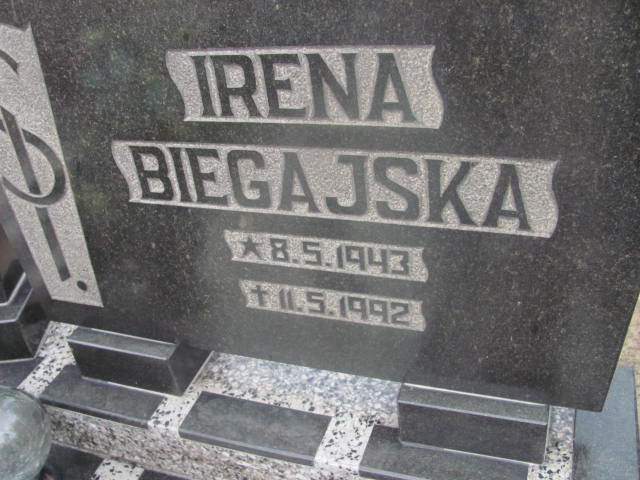 IRENA
BIEGAJSKA
★ 8.5.1943
✝ 11.5.1992